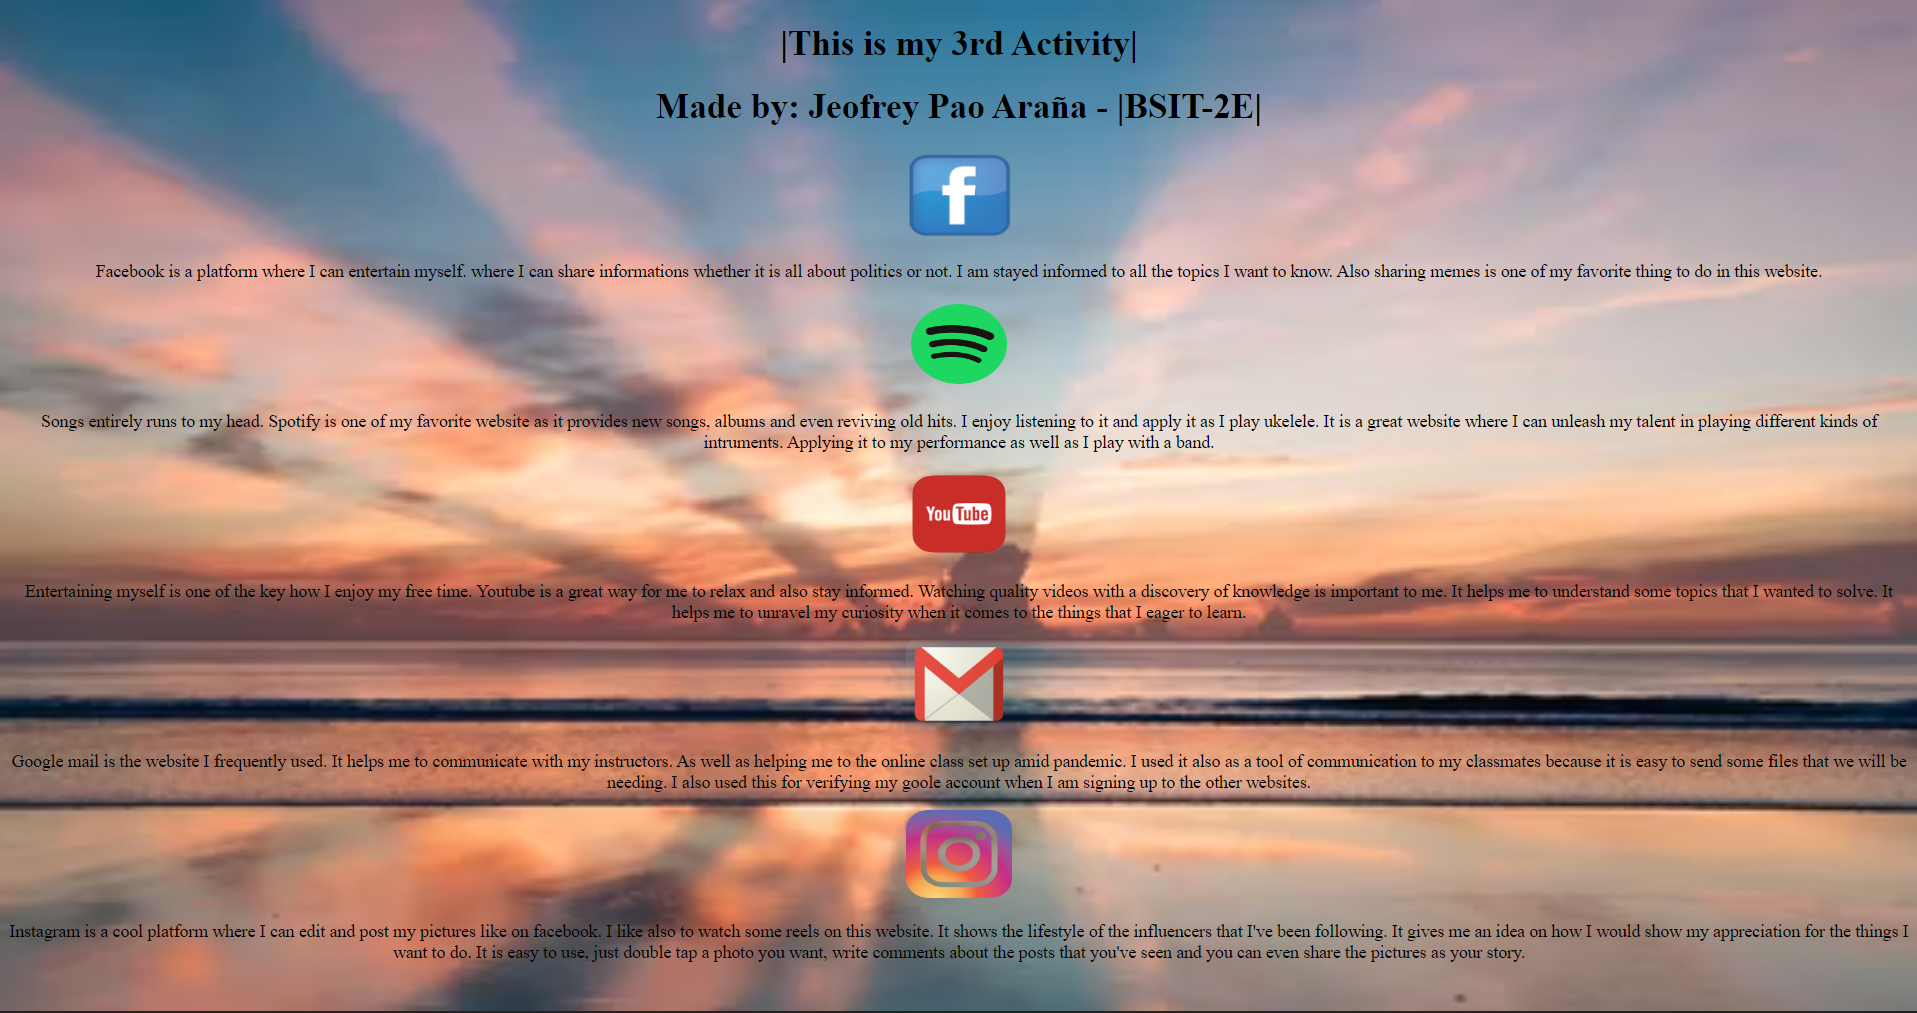 |This is my 3rd Activity|
Made by: Jeofrey Pao Araña - |BSIT-2E|
f
Facebook is a platform where I can entertain myself. where I can share informations whether it is all about politics or not. I am stayed informed to all the topics I want to know. Also sharing memes is one of my favorite thing to do in this website.
Songs entirely runs to my head. Spotify is one of my favorite website as it provides new songs, albums and even reviving old hits. I enjoy listening to it and apply it as I play ukelele. It is a great website where I can unleash my talent in playing different kinds of
intruments. Applying it to my performance as well as I play with a band.
YouTube
Entertaining myself is one of the key how I enjoy my free time. Youtube is a great way for me to relax and also stay informed. Watching quality videos with a discovery of knowledge is important to me. It helps me to understand some topics that I wanted to solve. It
helps me to unravel my curiosity when it comes to the things that I eager to learn.
Google mail is the website I frequently used. It helps me to communicate with my instructors. As well as helping me to the online class set up amid pandemic. I used it also as a tool of communication to my classmates because it is easy to send some files that we will be
needing. I also used this for verifying my goole account when I am signing up to the other websites.
Instagram is a cool platform where I can edit and post my pictures like on facebook. I like also to watch some reels on this website. It shows the lifestyle of the influencers that I've been following. It gives me an idea on how I would show my appreciation for the things I
want to do. It is easy to use, just double tap a photo you want, write comments about the posts that you've seen and you can even share the pictures as your story.